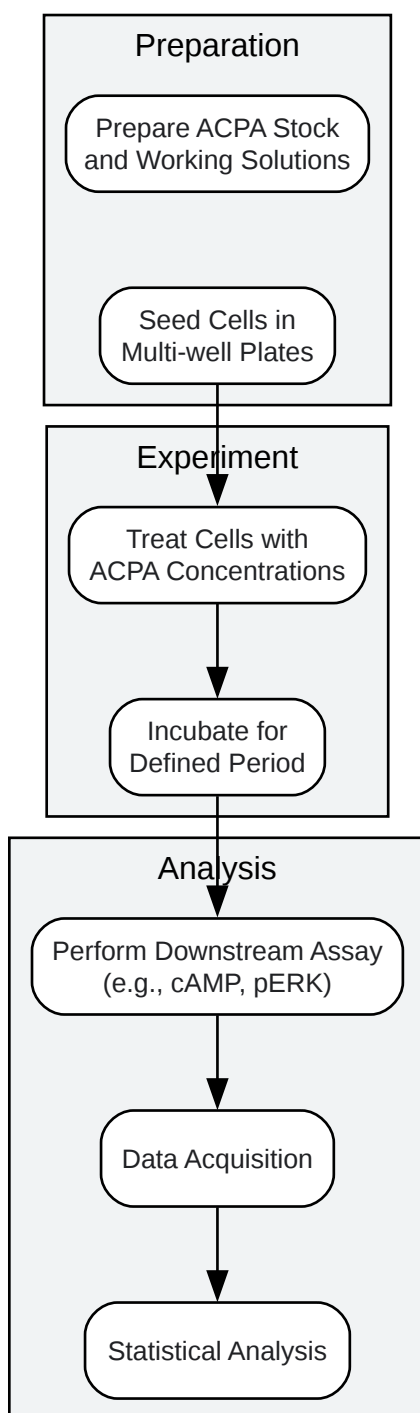 Preparation
Prepare ACPA Stock
and Working Solutions
Seed Cells in
Multi-well Plates
Experiment
Treat Cells with
ACPA Concentrations
Incubate for
Defined Period
Analysis
Perform Downstream Assay
(e.g., cAMP, pERK)
Data Acquisition
Statistical Analysis